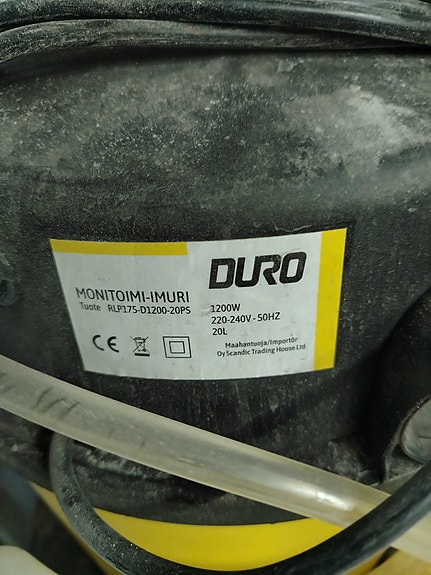 DURO
MONITOIMI-IMURI
Tuote RLP175-D1200-20PS
1200W
220-240V - 50HZ
20L
CE
Maahantuoja/Importör
Oy Scandic Trading House Ltd